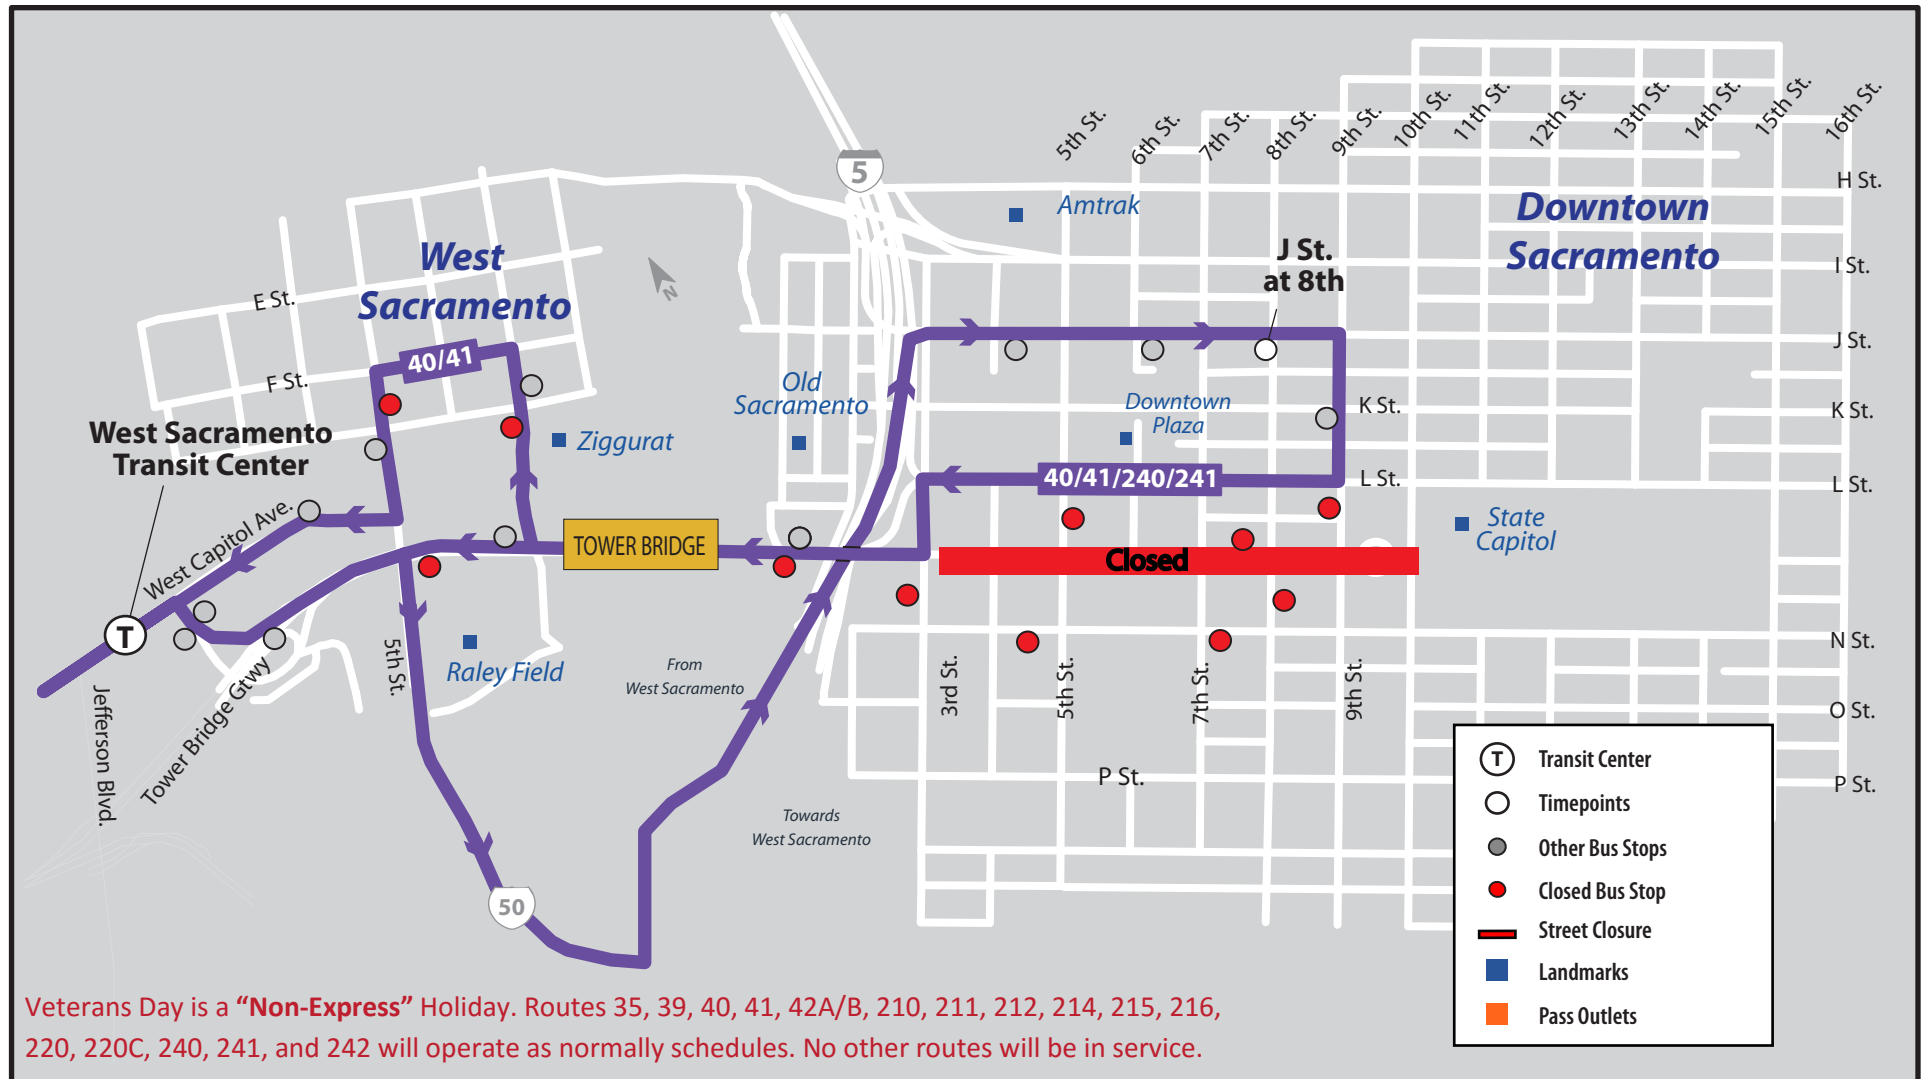 5th St.
6th St.
7th St.
8th St.
9th St.
10th St.
11th St.
12th St.
13th St.
14th St.
15th St.
16th St.
5
H St.
Amtrak
Downtown
Sacramento
West
Sacramento
J St.
at 8th
I St.
N
E St.
40/41
F St.
J St.
Old
Sacramento
Downtown
Plaza
K St.
K St.
West Sacramento
Transit Center
Ziggurat
40/41/240/241
L St.
L St.
West Capitol Ave.
TOWER BRIDGE
Closed
State
Capitol
T
5th St.
Raley Field
From
West Sacramento
3rd St.
5th St.
7th St.
9th St.
N St.
O St.
Jefferson Blvd.
Tower Bridge Gtwy
P St.
P St.
Towards
West Sacramento
50
T Transit Center
Timepoints
Other Bus Stops
Closed Bus Stop
Street Closure
Landmarks
Pass Outlets
Veterans Day is a “Non-Express” Holiday. Routes 35, 39, 40, 41, 42A/B, 210, 211, 212, 214, 215, 216,
220, 220C, 240, 241, and 242 will operate as normally schedules. No other routes will be in service.